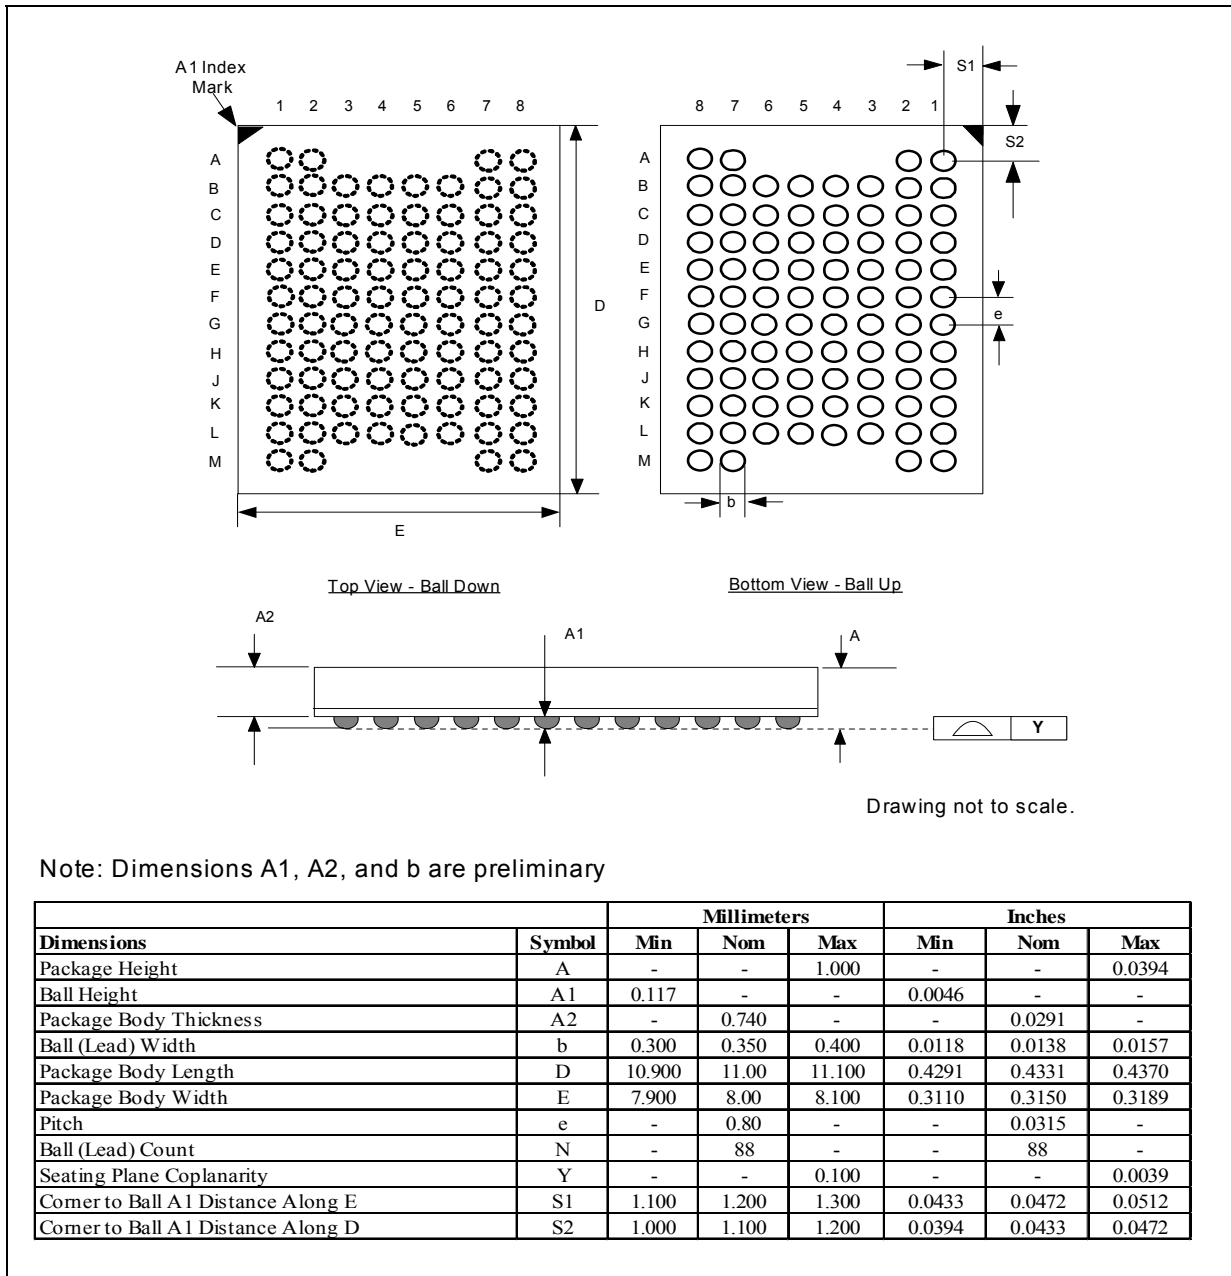 A1 Index
Mark
1 2 3 4 5 6 7 8
A
B
C
D
E
F
G
H
J
K
L
M
D
E
8 7 6 5 4 3 2 1
A
B
C
D
E
F
G
H
J
K
L
M
S1
S2
e
b
Top View - Ball Down
Bottom View - Ball Up
A2
A1
A
Y
Drawing not to scale.
Note: Dimensions A1, A2, and b are preliminary
Millimeters Inches
Dimensions Symbol Min Nom Max Min Nom Max
Package Height A - - 1.000 - - 0.0394
Ball Height A1 0.117 - - 0.0046 - -
Package Body Thickness A2 - 0.740 - - 0.0291 -
Ball (Lead) Width b 0.300 0.350 0.400 0.0118 0.0138 0.0157
Package Body Length D 10.900 11.00 11.100 0.4291 0.4331 0.4370
Package Body Width E 7.900 8.00 8.100 0.3110 0.3150 0.3189
Pitch e - 0.80 - - 0.0315 -
Ball (Lead) Count N - 88 - - 88 -
Seating Plane Coplanarity Y - - 0.100 - - 0.0039
Corner to Ball A1 Distance Along E S1 1.100 1.200 1.300 0.0433 0.0472 0.0512
Corner to Ball A1 Distance Along D S2 1.000 1.100 1.200 0.0394 0.0433 0.0472